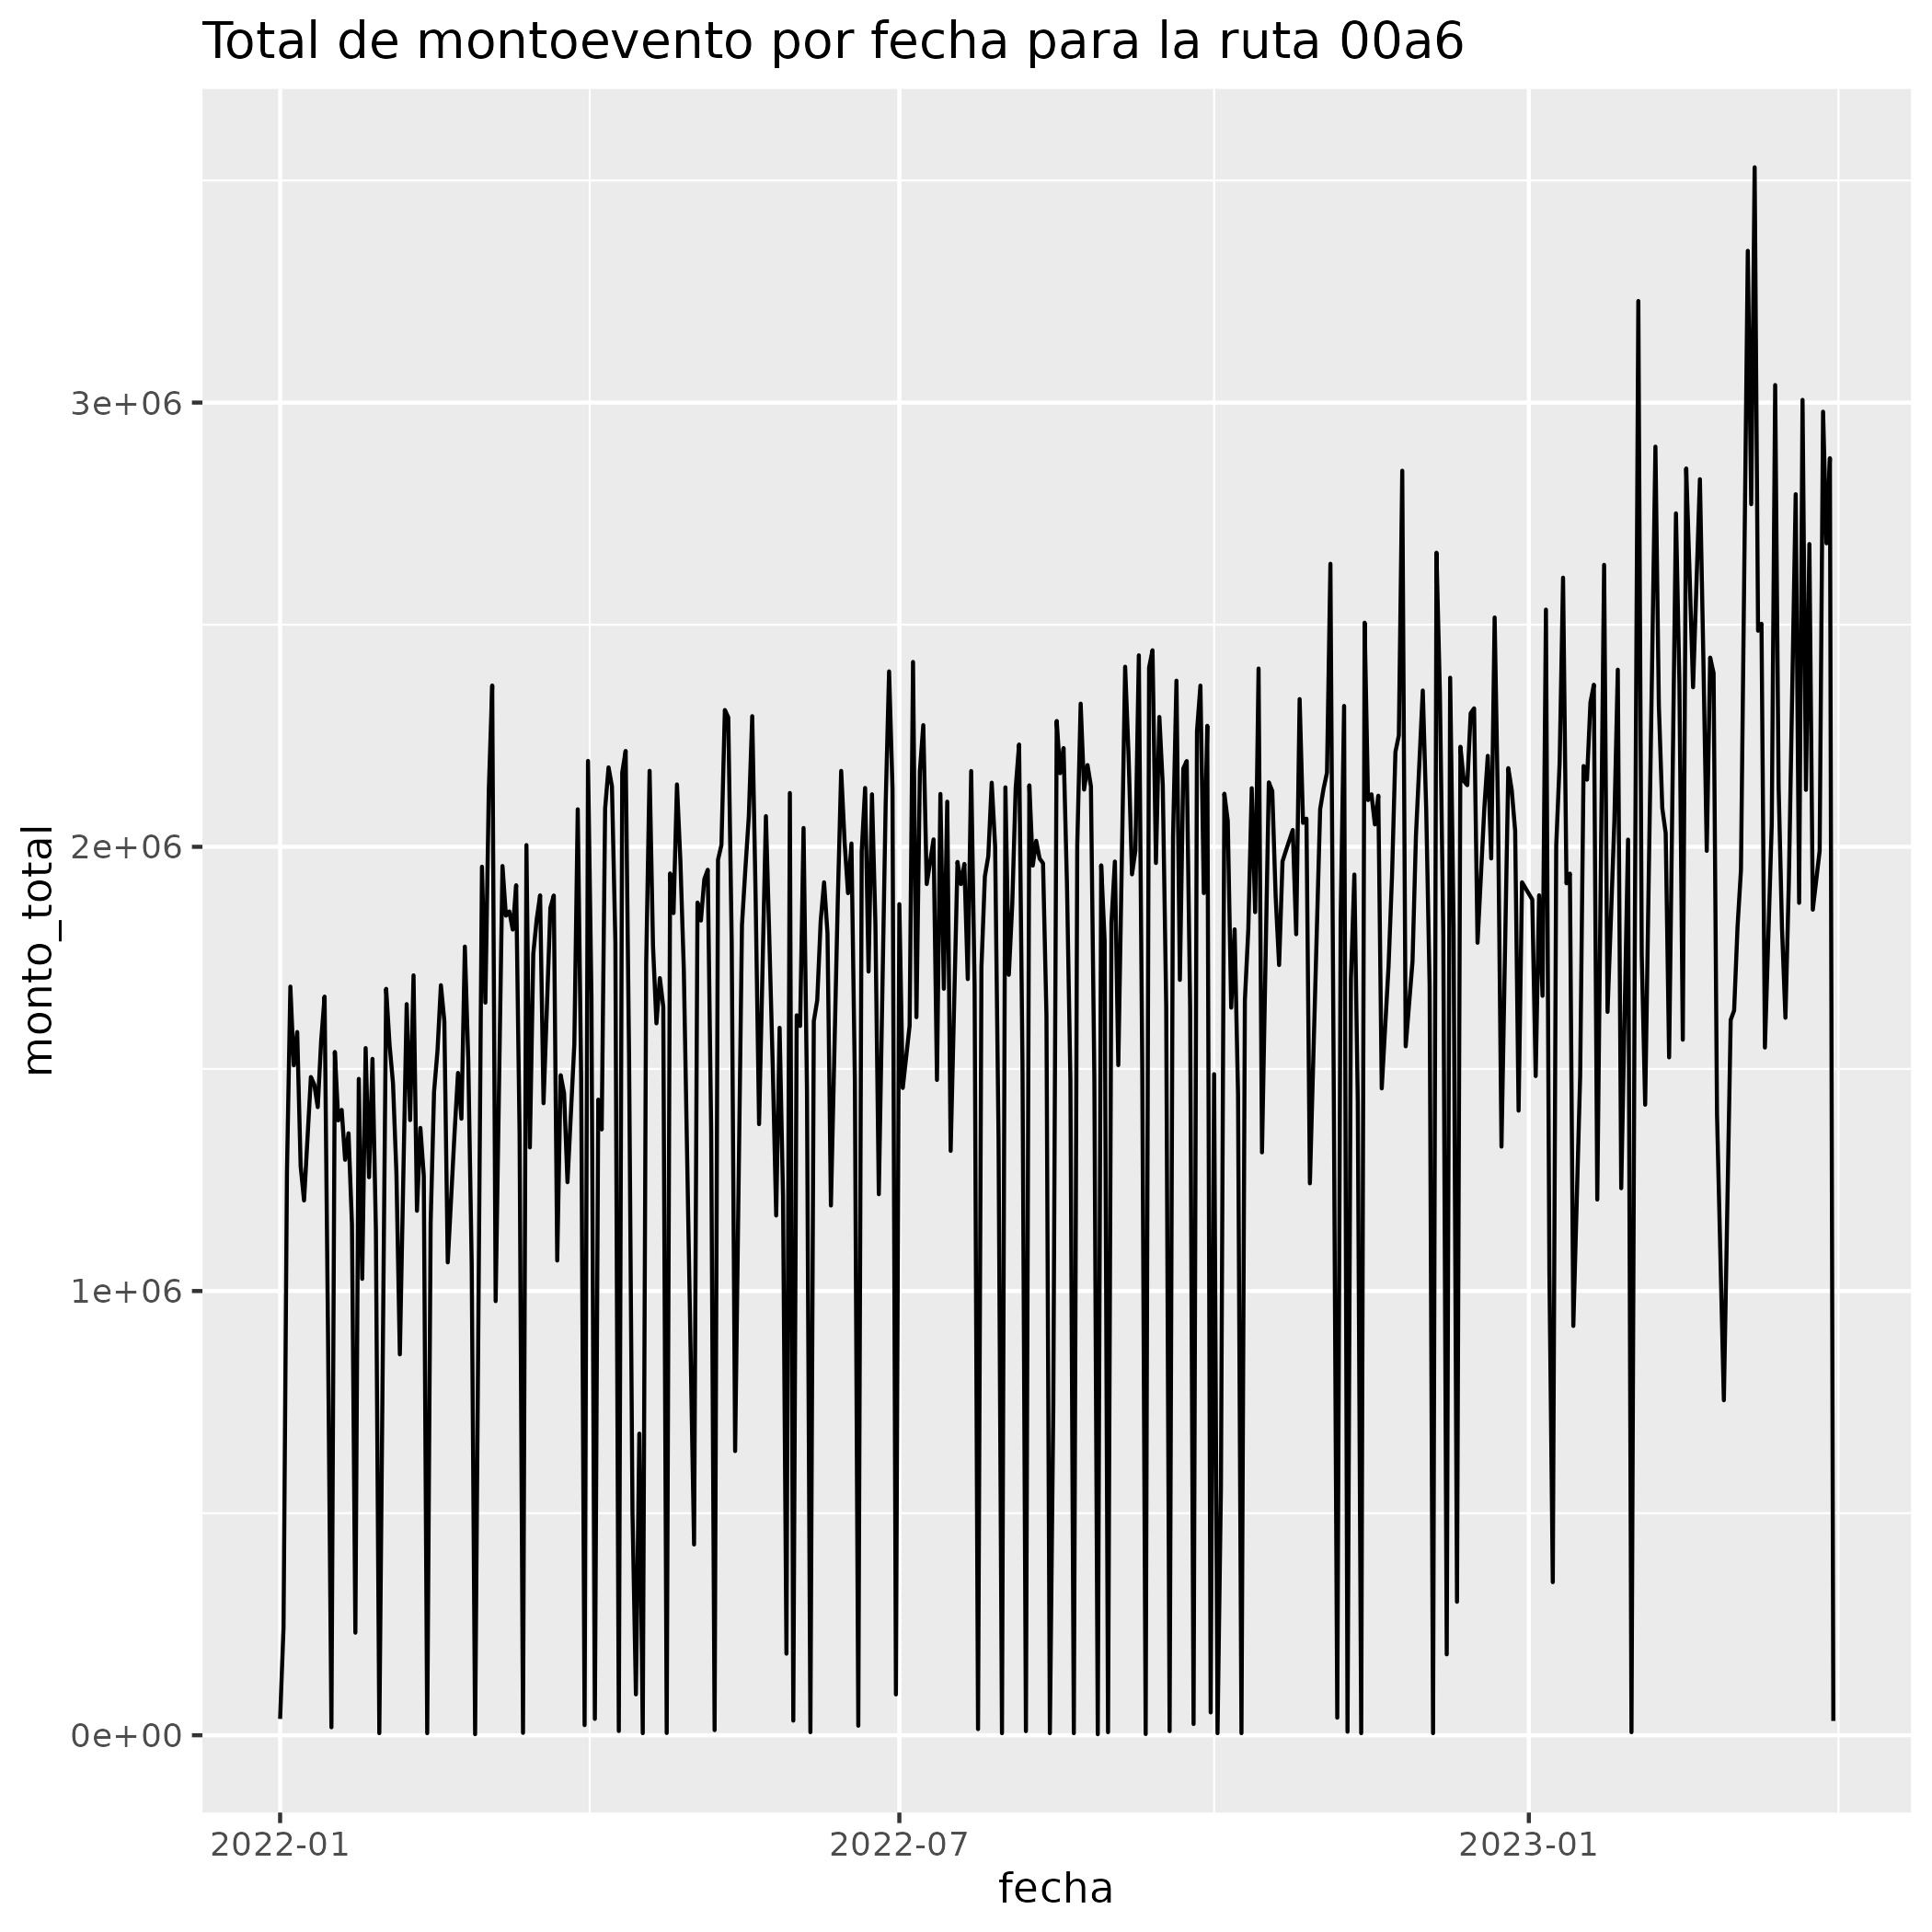 Total de montoevento por fecha para la ruta 00a6
monto_total
3e+06
2e+06
1e+06
0e+00
2022-01
2022-07
2023-01
fecha